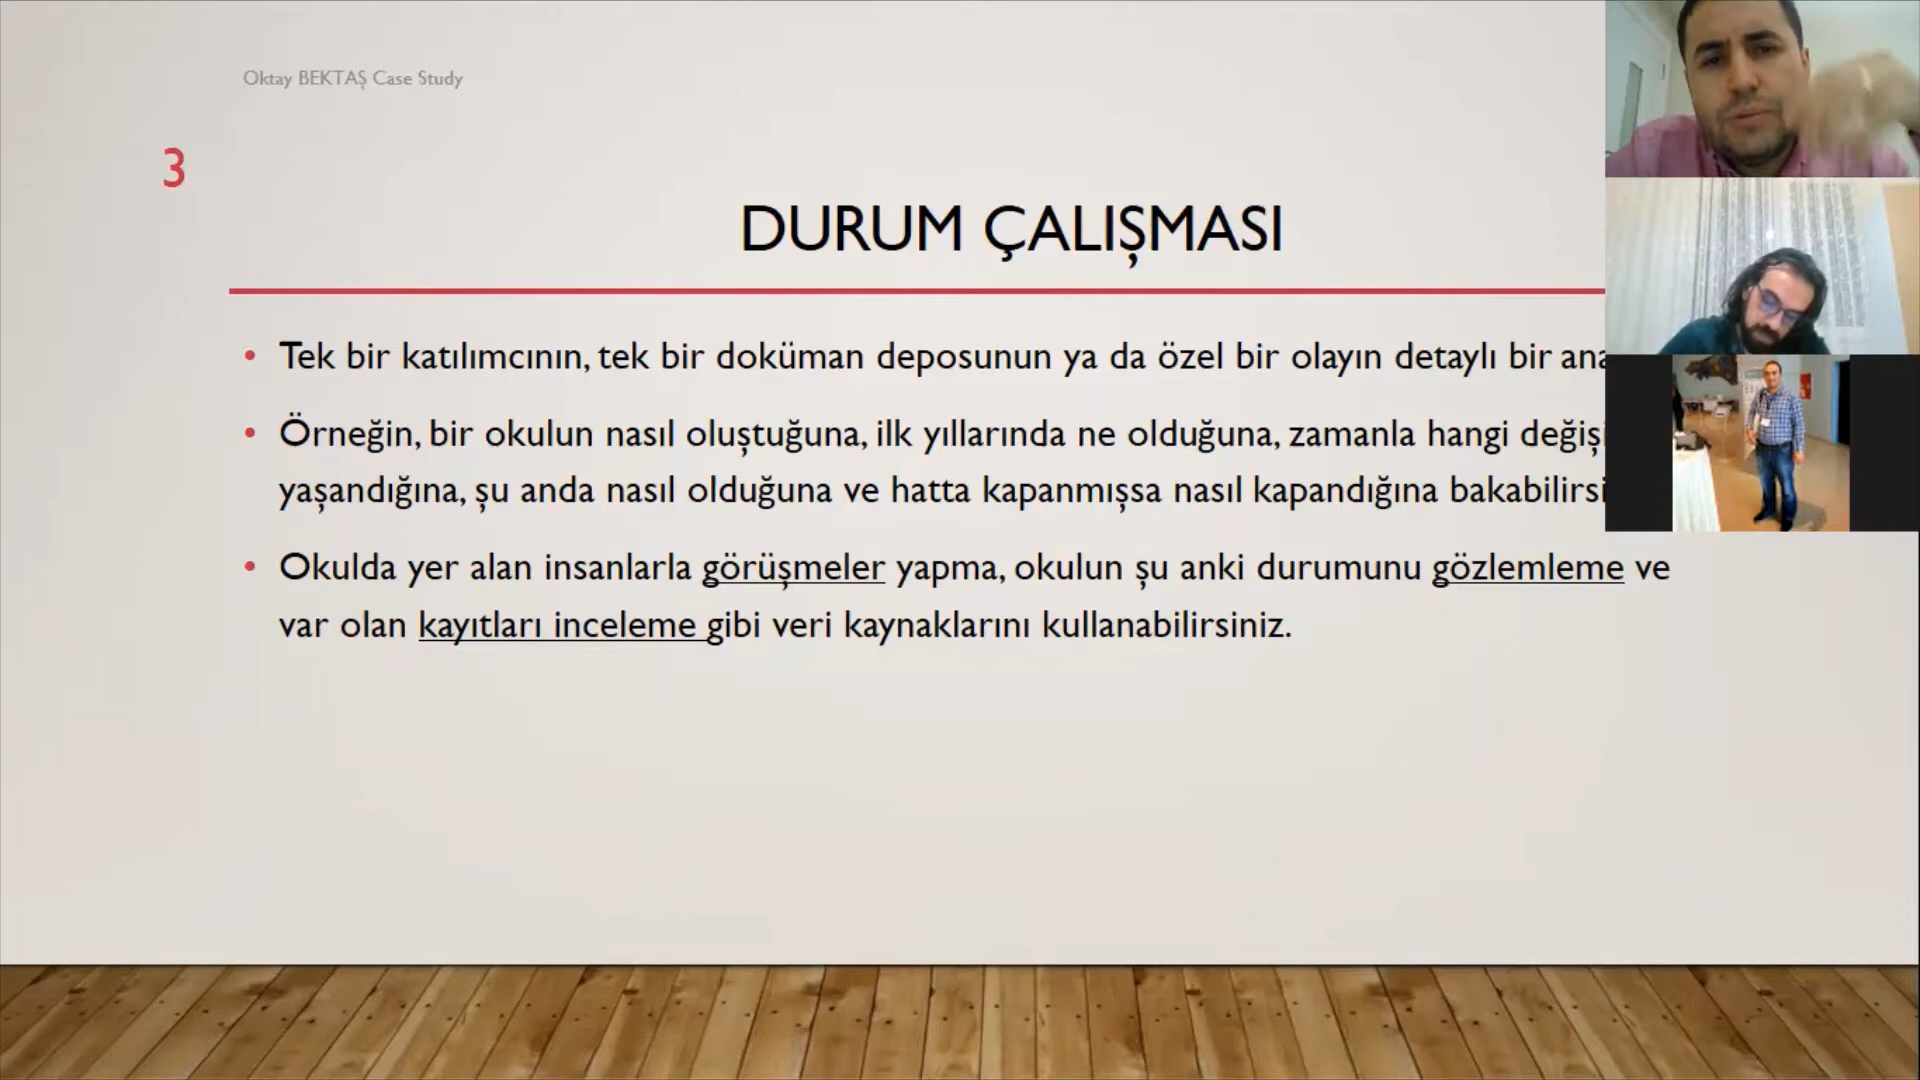 Oktay BEKTAŞ Case Study
3
DURUM ÇALIŞMASI
• Tek bir katılımcının, tek bir doküman deposunun ya da özel bir olayın detaylı bir
• Örneğin, bir okulun nasıl oluştuğuna, ilk yıllarında ne olduğuna, zamanla hangi
yaşandığına, şu anda nasıl olduğuna ve hatta kapanmışsa nasıl kapandığına
• Okulda yer alan insanlarla görüşmeler yapma, okulun şu anki durumunu gözlemleme ve
var olan kayıtları inceleme gibi veri kaynaklarını kullanabilirsiniz.